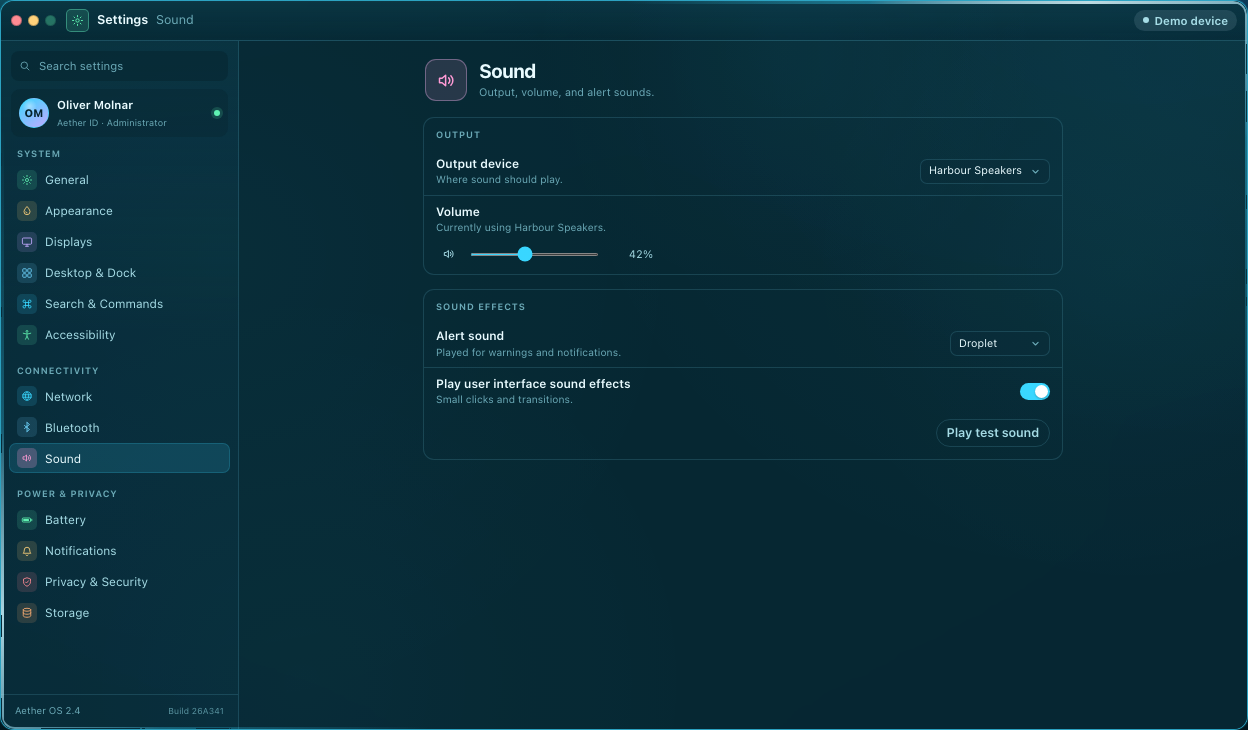 Settings Sound
Demo device
Search settings
OM
Oliver Molnar
Aether ID · Administrator
SYSTEM
General
Appearance
Displays
Desktop & Dock
Search & Commands
Accessibility
CONNECTIVITY
Network
Bluetooth
Sound
POWER & PRIVACY
Battery
Notifications
Privacy & Security
Storage
Aether OS 2.4
Build 26A341
Sound
Output, volume, and alert sounds.
OUTPUT
Output device
Where sound should play.
Harbour Speakers
Volume
Currently using Harbour Speakers.
42%
SOUND EFFECTS
Alert sound
Played for warnings and notifications.
Droplet
Play user interface sound effects
Small clicks and transitions.
Play test sound